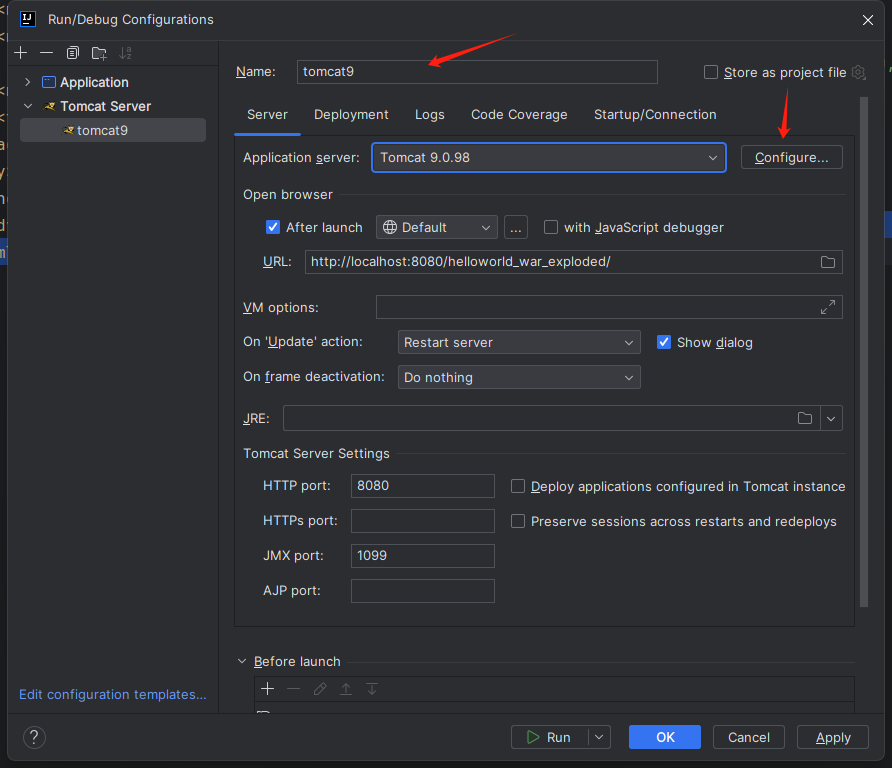 Run/Debug Configurations
Application
Tomcat Server
tomcat9
Name: tomcat9
Store as project file
Server Deployment Logs Code Coverage Startup/Connection
Application server: Tomcat 9.0.98 Configure...
Open browser
After launch Default ... with JavaScript debugger
URL: http://localhost:8080/helloworld_war_exploded/
VM options:
On 'Update' action: Restart server Show dialog
On frame deactivation: Do nothing
JRE:
Tomcat Server Settings
HTTP port: 8080 Deploy applications configured in Tomcat instance
HTTPs port: Preserve sessions across restarts and redeploys
JMX port: 1099
AJP port:
Before launch
Edit configuration templates...
? Run OK Cancel Apply